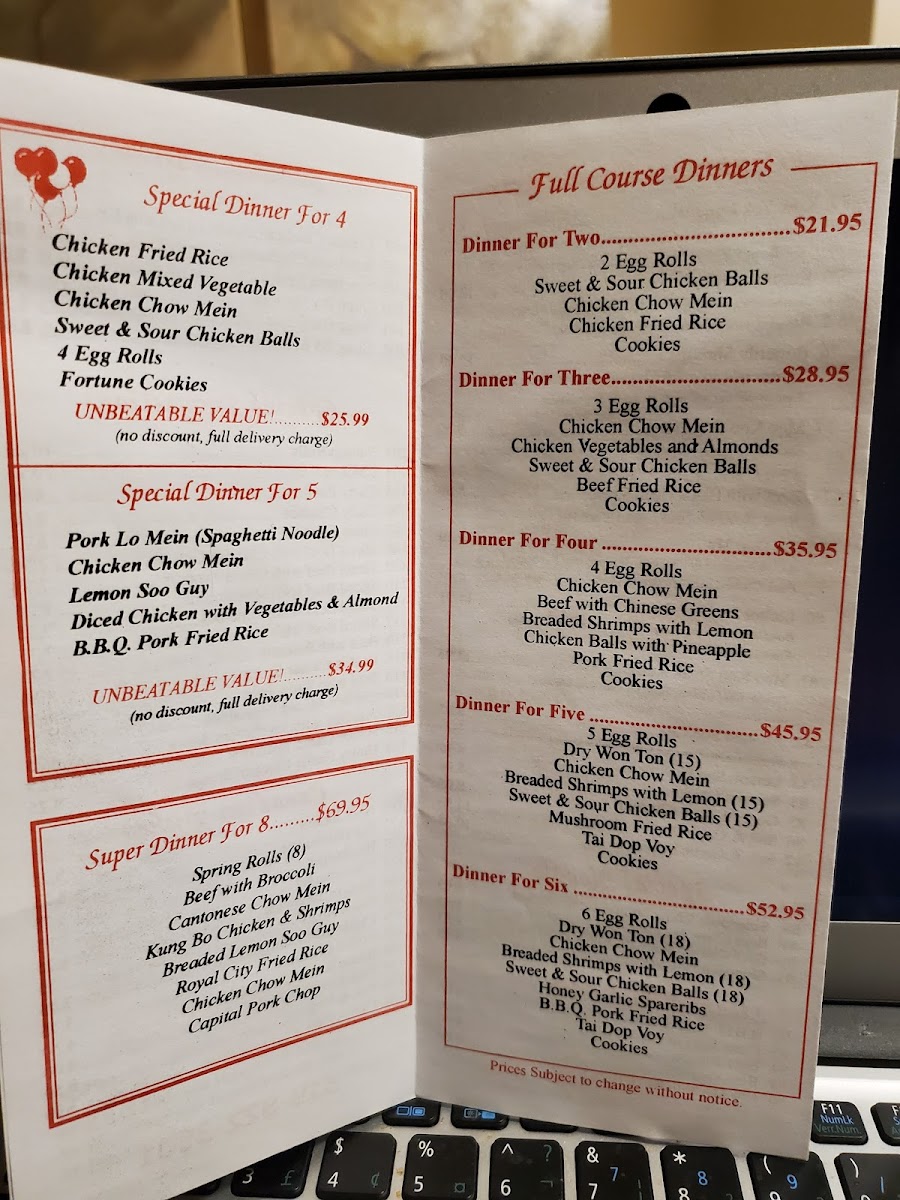 Special Dinner For 4
Chicken Fried Rice
Chicken Mixed Vegetable
Chicken Chow Mein
Sweet & Sour Chicken Balls
4 Egg Rolls
Fortune Cookies
UNBEATABLE VALUE!..........$25.99
(no discount, full delivery charge)
Special Dinner For 5
Pork Lo Mein (Spaghetti Noodle)
Chicken Chow Mein
Lemon Soo Guy
Diced Chicken with Vegetables & Almond
B.B.Q. Pork Fried Rice
UNBEATABLE VALUE!..........$34.99
(no discount, full delivery charge)
Super Dinner For 8.........$69.95
Spring Rolls (8)
Beef with Broccoli
Cantonese Chow Mein
Kung Bo Chicken & Shrimps
Breaded Lemon Soo Guy
Royal City Fried Rice
Chicken Chow Mein
Capital Pork Chop
Full Course Dinners
Dinner For Two.................................$21.95
2 Egg Rolls
Sweet & Sour Chicken Balls
Chicken Chow Mein
Chicken Fried Rice
Cookies
Dinner For Three..............................$28.95
3 Egg Rolls
Chicken Chow Mein
Chicken Vegetables and Almonds
Sweet & Sour Chicken Balls
Beef Fried Rice
Cookies
Dinner For Four ..............................$35.95
4 Egg Rolls
Chicken Chow Mein
Beef with Chinese Greens
Breaded Shrimps with Lemon
Chicken Balls with Pineapple
Pork Fried Rice
Cookies
Dinner For Five ..............................$45.95
5 Egg Rolls
Dry Won Ton (15)
Chicken Chow Mein
Breaded Shrimps with Lemon (15)
Sweet & Sour Chicken Balls (15)
Mushroom Fried Rice
Tai Dop Voy
Cookies
Dinner For Six ..............................$52.95
6 Egg Rolls
Dry Won Ton (18)
Chicken Chow Mein
Breaded Shrimps with Lemon (18)
Sweet & Sour Chicken Balls (18)
Honey Garlic Spareribs
B.B.Q. Pork Fried Rice
Tai Dop Voy
Cookies
Prices Subject to change without notice.
F11
NumLk
$ % ^ ? & * ( )
3 £ 4 ¢ 5 6 7 7 8 8 9